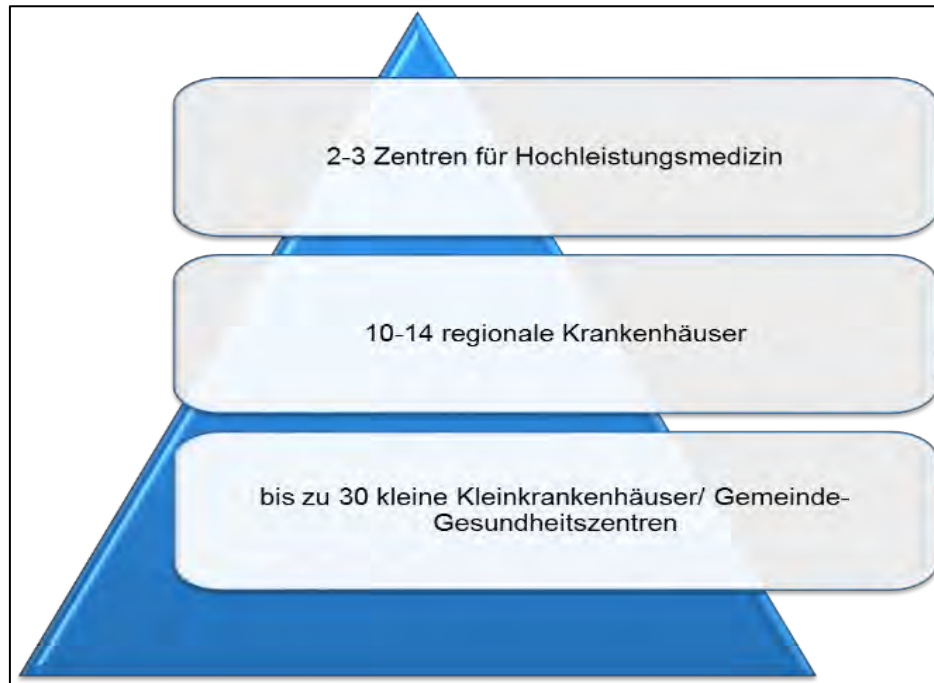 2-3 Zentren für Hochleistungsmedizin
10-14 regionale Krankenhäuser
bis zu 30 kleine Kleinkrankenhäuser/ Gemeinde-
Gesundheitszentren